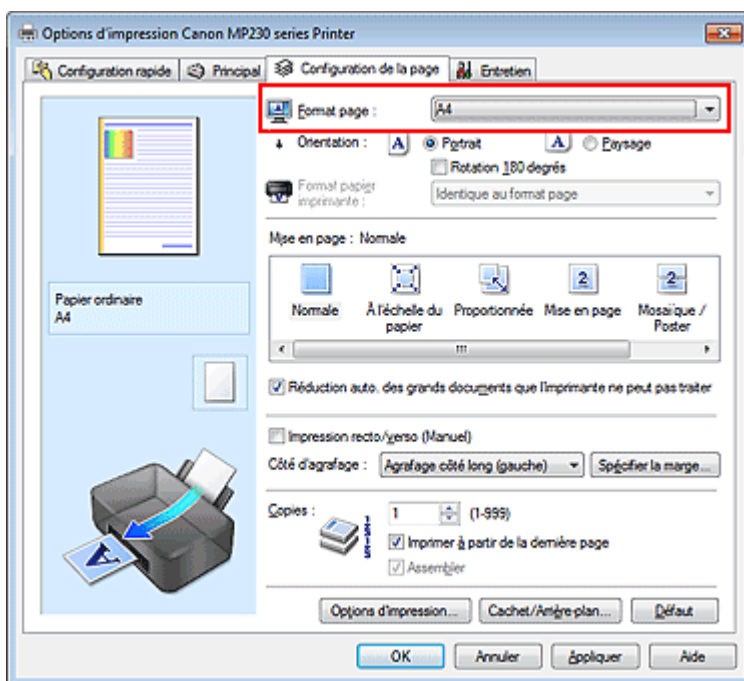 Options d'impression Canon MP230 series Printer
Configuration rapide Principal Configuration de la page Entretien
Format page : A4
Orientation : A Portrait A Paysage
Rotation 180 degrés
Format papier imprimante : Identique au format page
Mise en page : Normale
Normale À l'échelle du papier Proportionnée Mise en page Mosaïque / Poster
Papier ordinaire
A4
Réduction auto. des grands documents que l'imprimante ne peut pas traiter
Impression recto/verso (Manuel)
Côté d'agrafage : Agrafage côté long (gauche) Spécifier la marge...
Copies : 1 (1-999)
Imprimer à partir de la dernière page
Assembler
Options d'impression... Cachet/Arrière-plan... Défaut
OK Annuler Appliquer Aide